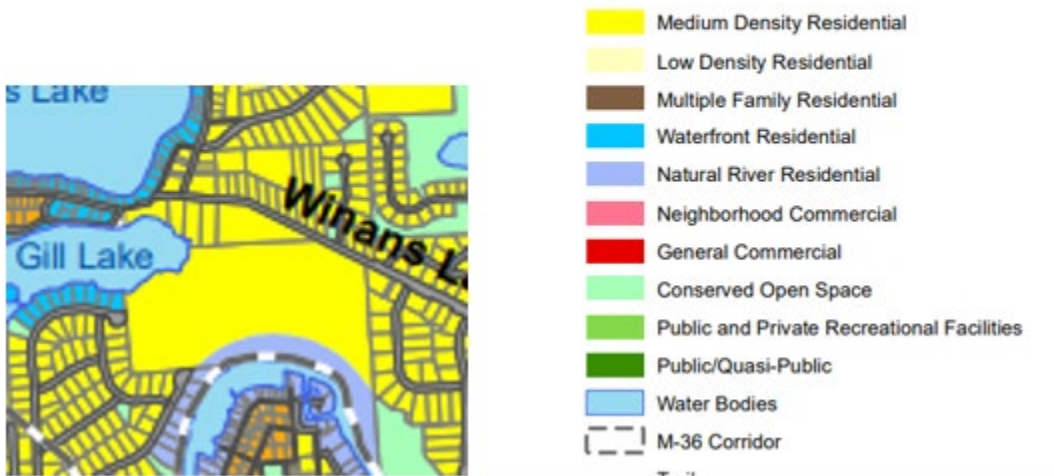 s Lake
Gill Lake
Winans L
Medium Density Residential
Low Density Residential
Multiple Family Residential
Waterfront Residential
Natural River Residential
Neighborhood Commercial
General Commercial
Conserved Open Space
Public and Private Recreational Facilities
Public/Quasi-Public
Water Bodies
M-36 Corridor